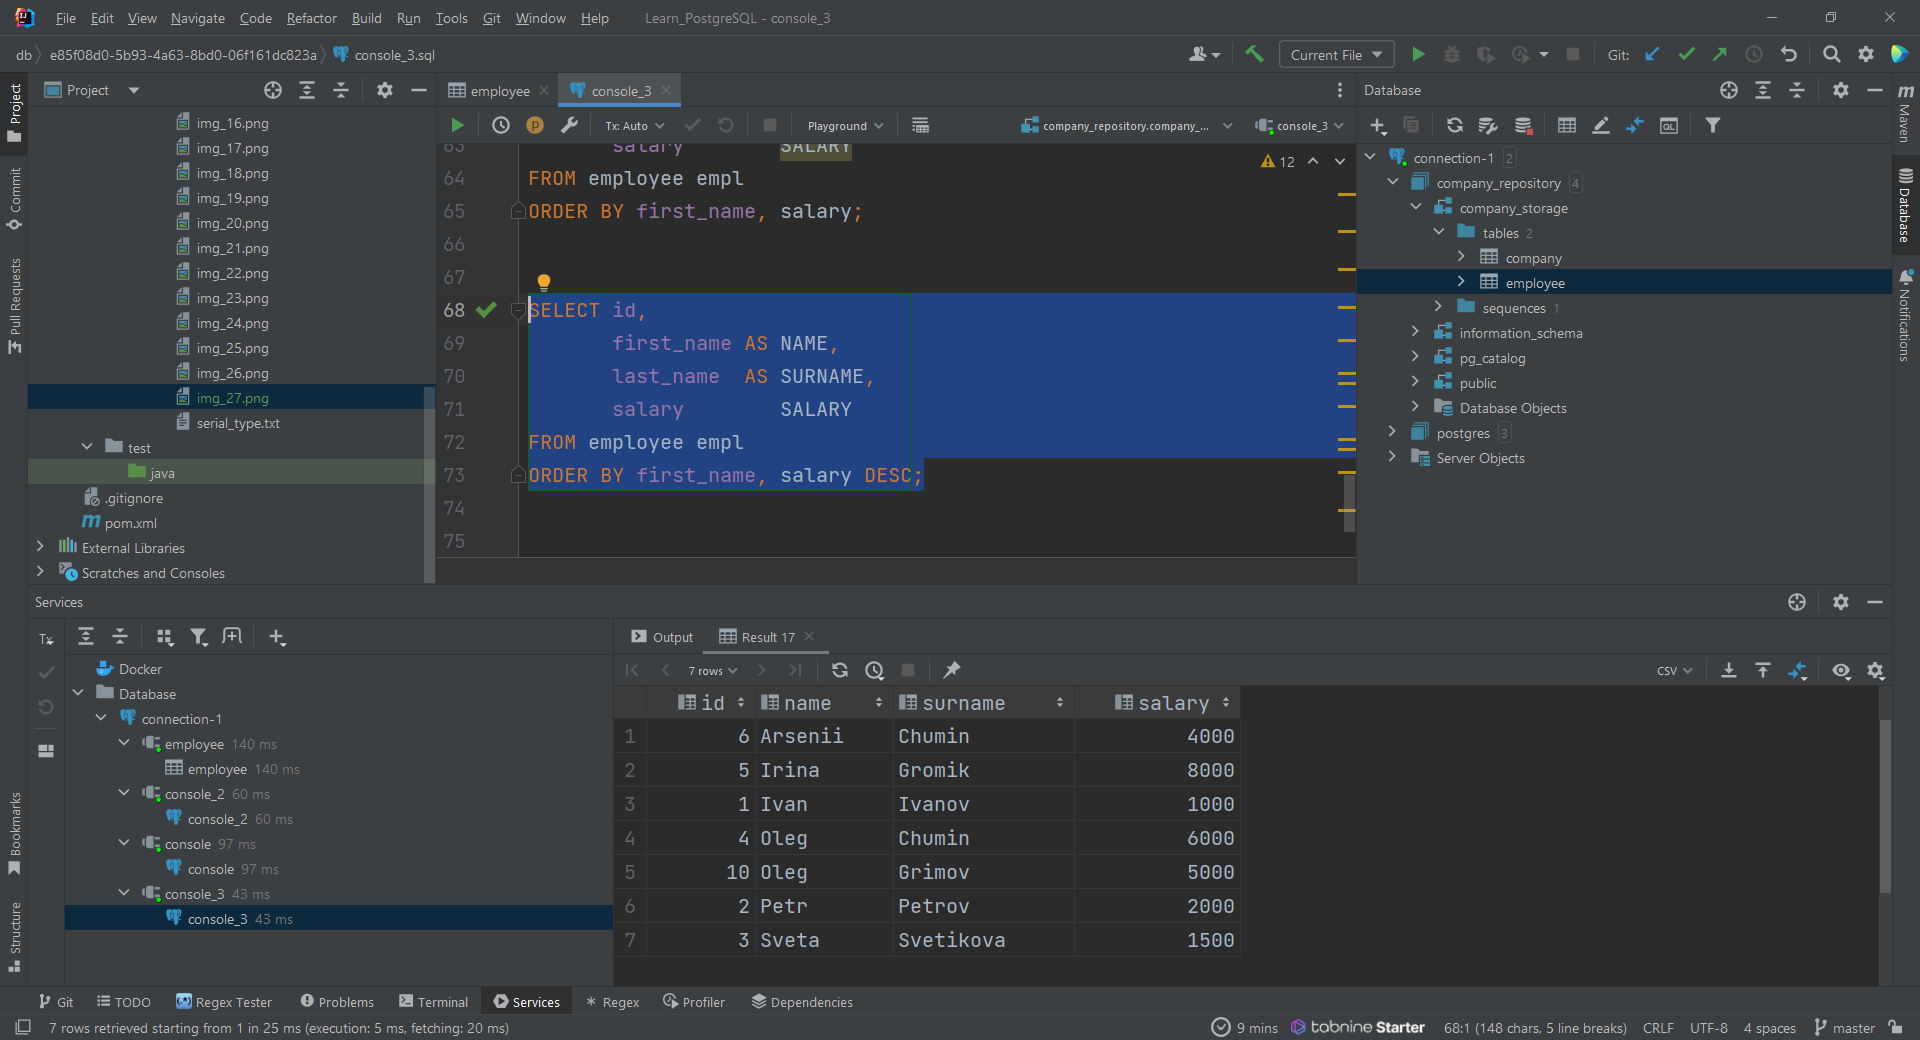 File Edit View Navigate Code Refactor Build Run Tools Git Window Help Learn_PostgreSQL - console_3
db e85f08d0-5b93-4a63-8bd0-06f161dc823a console_3.sql Current File Git:
Project
employee console_3
Database
Tx: Auto Playground company_repository.company_... console_3
img_16.png
img_17.png
img_18.png
img_19.png
img_20.png
img_21.png
img_22.png
img_23.png
img_24.png
img_25.png
img_26.png
img_27.png
serial_type.txt
test
java
.gitignore
pom.xml
External Libraries
Scratches and Consoles
12
63 salary SALARY
64 FROM employee empl
65 ORDER BY first_name, salary;
66
67
68 SELECT id,
69 first_name AS NAME,
70 last_name AS SURNAME,
71 salary SALARY
72 FROM employee empl
73 ORDER BY first_name, salary DESC;
74
75
connection-1 2
company_repository 4
company_storage
tables 2
company
employee
sequences 1
information_schema
pg_catalog
public
Database Objects
postgres 3
Server Objects
Project
Commit
Pull Requests
Bookmarks
Structure
m Maven
Database
Notifications
Services
Tx
Docker
Database
connection-1
employee 140 ms
employee 140 ms
console_2 60 ms
console_2 60 ms
console 97 ms
console 97 ms
console_3 43 ms
console_3 43 ms
Output Result 17
7 rows CSV
id name surname salary
1 6 Arsenii Chumin 4000
2 5 Irina Gromik 8000
3 1 Ivan Ivanov 1000
4 4 Oleg Chumin 6000
5 10 Oleg Grimov 5000
6 2 Petr Petrov 2000
7 3 Sveta Svetikova 1500
Git TODO Regex Tester Problems Terminal Services Regex Profiler Dependencies
7 rows retrieved starting from 1 in 25 ms (execution: 5 ms, fetching: 20 ms) 9 mins tabnine Starter 68:1 (148 chars, 5 line breaks) CRLF UTF-8 4 spaces master